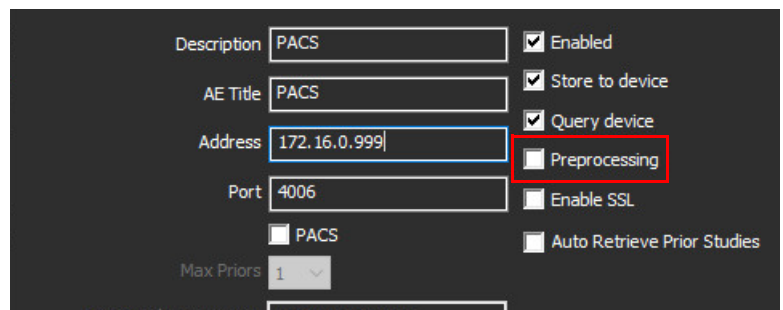 Description PACS
Enabled
AE Title PACS
Store to device
Query device
Address 172.16.0.999
Preprocessing
Port 4006
Enable SSL
PACS
Auto Retrieve Prior Studies
Max Priors 1